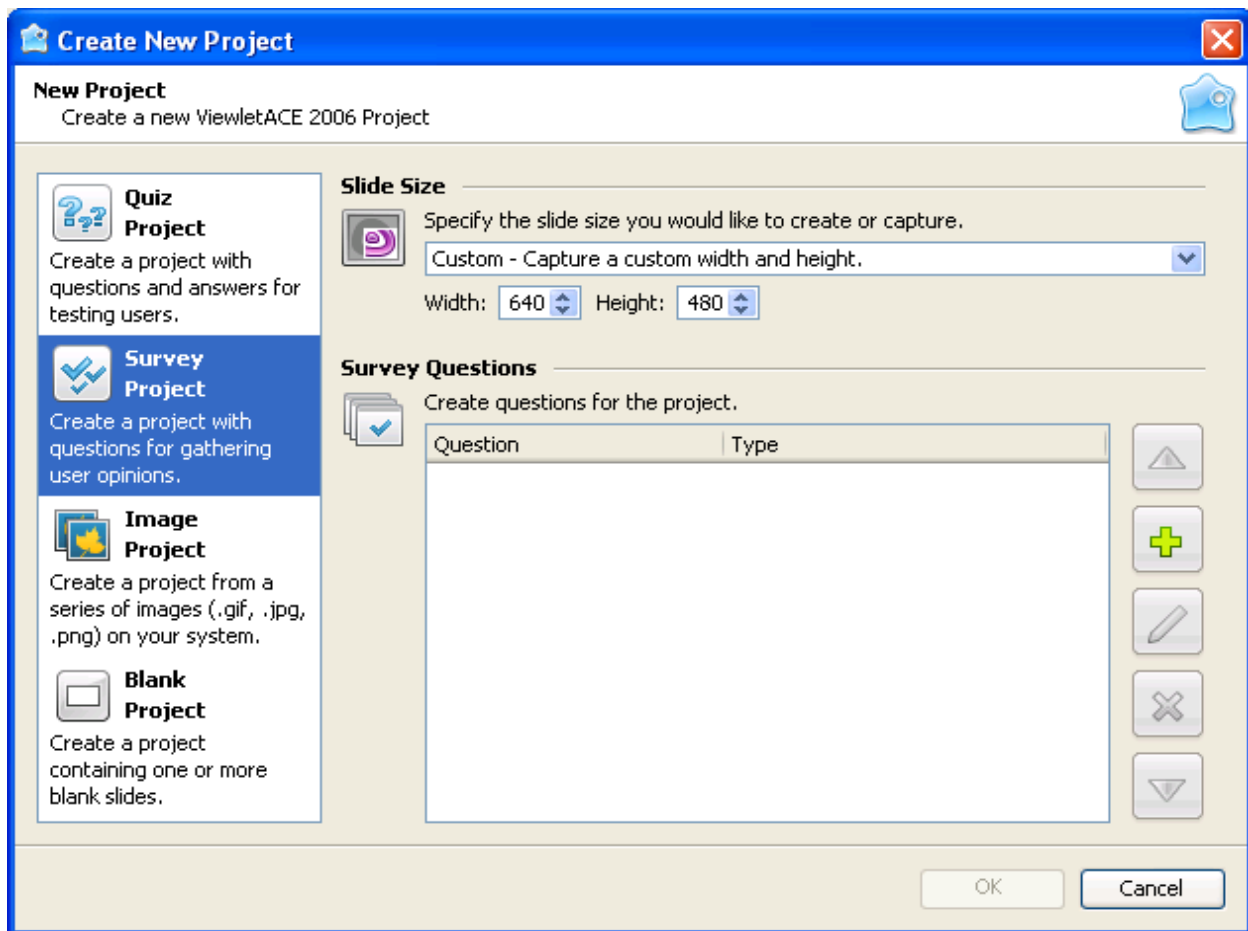 Create New Project
New Project
Create a new ViewletACE 2006 Project
Quiz
Project
Create a project with
questions and answers for
testing users.
Survey
Project
Create a project with
questions for gathering
user opinions.
Image
Project
Create a project from a
series of images (.gif, .jpg,
.png) on your system.
Blank
Project
Create a project
containing one or more
blank slides.
Slide Size
Specify the slide size you would like to create or capture.
Custom - Capture a custom width and height.
Width: 640 Height: 480
Survey Questions
Create questions for the project.
Question Type
OK Cancel